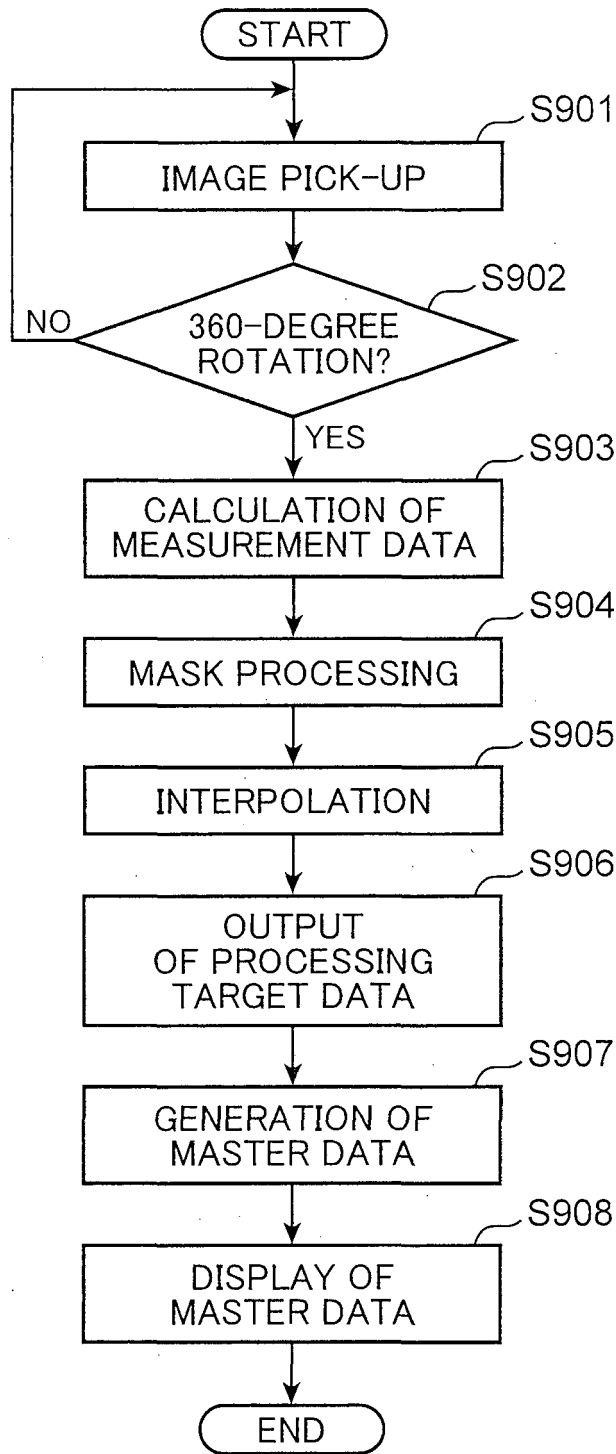 START
S901
IMAGE PICK-UP
S902
360-DEGREE
ROTATION?
NO
YES
S903
CALCULATION OF
MEASUREMENT DATA
S904
MASK PROCESSING
S905
INTERPOLATION
S906
OUTPUT
OF PROCESSING
TARGET DATA
S907
GENERATION OF
MASTER DATA
S908
DISPLAY OF
MASTER DATA
END